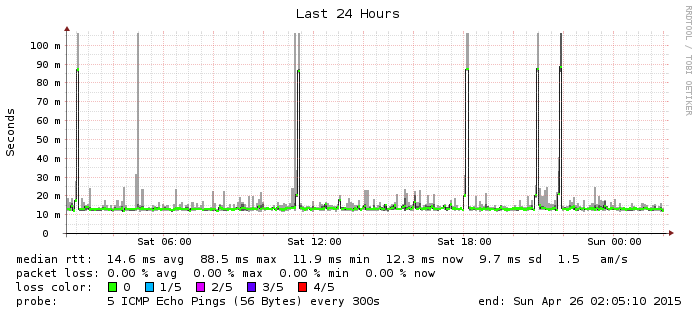 Last 24 Hours
RRDTOOL / TOBI OETIKER
Seconds
100 m
90 m
80 m
70 m
60 m
50 m
40 m
30 m
20 m
10 m
0
Sat 06:00 Sat 12:00 Sat 18:00 Sun 00:00
median rtt: 14.6 ms avg 88.5 ms max 11.9 ms min 12.3 ms now 9.7 ms sd 1.5 am/s
packet loss: 0.00 % avg 0.00 % max 0.00 % min 0.00 % now
loss color: 0 1/5 2/5 3/5 4/5
probe: 5 ICMP Echo Pings (56 Bytes) every 300s end: Sun Apr 26 02:05:10 2015